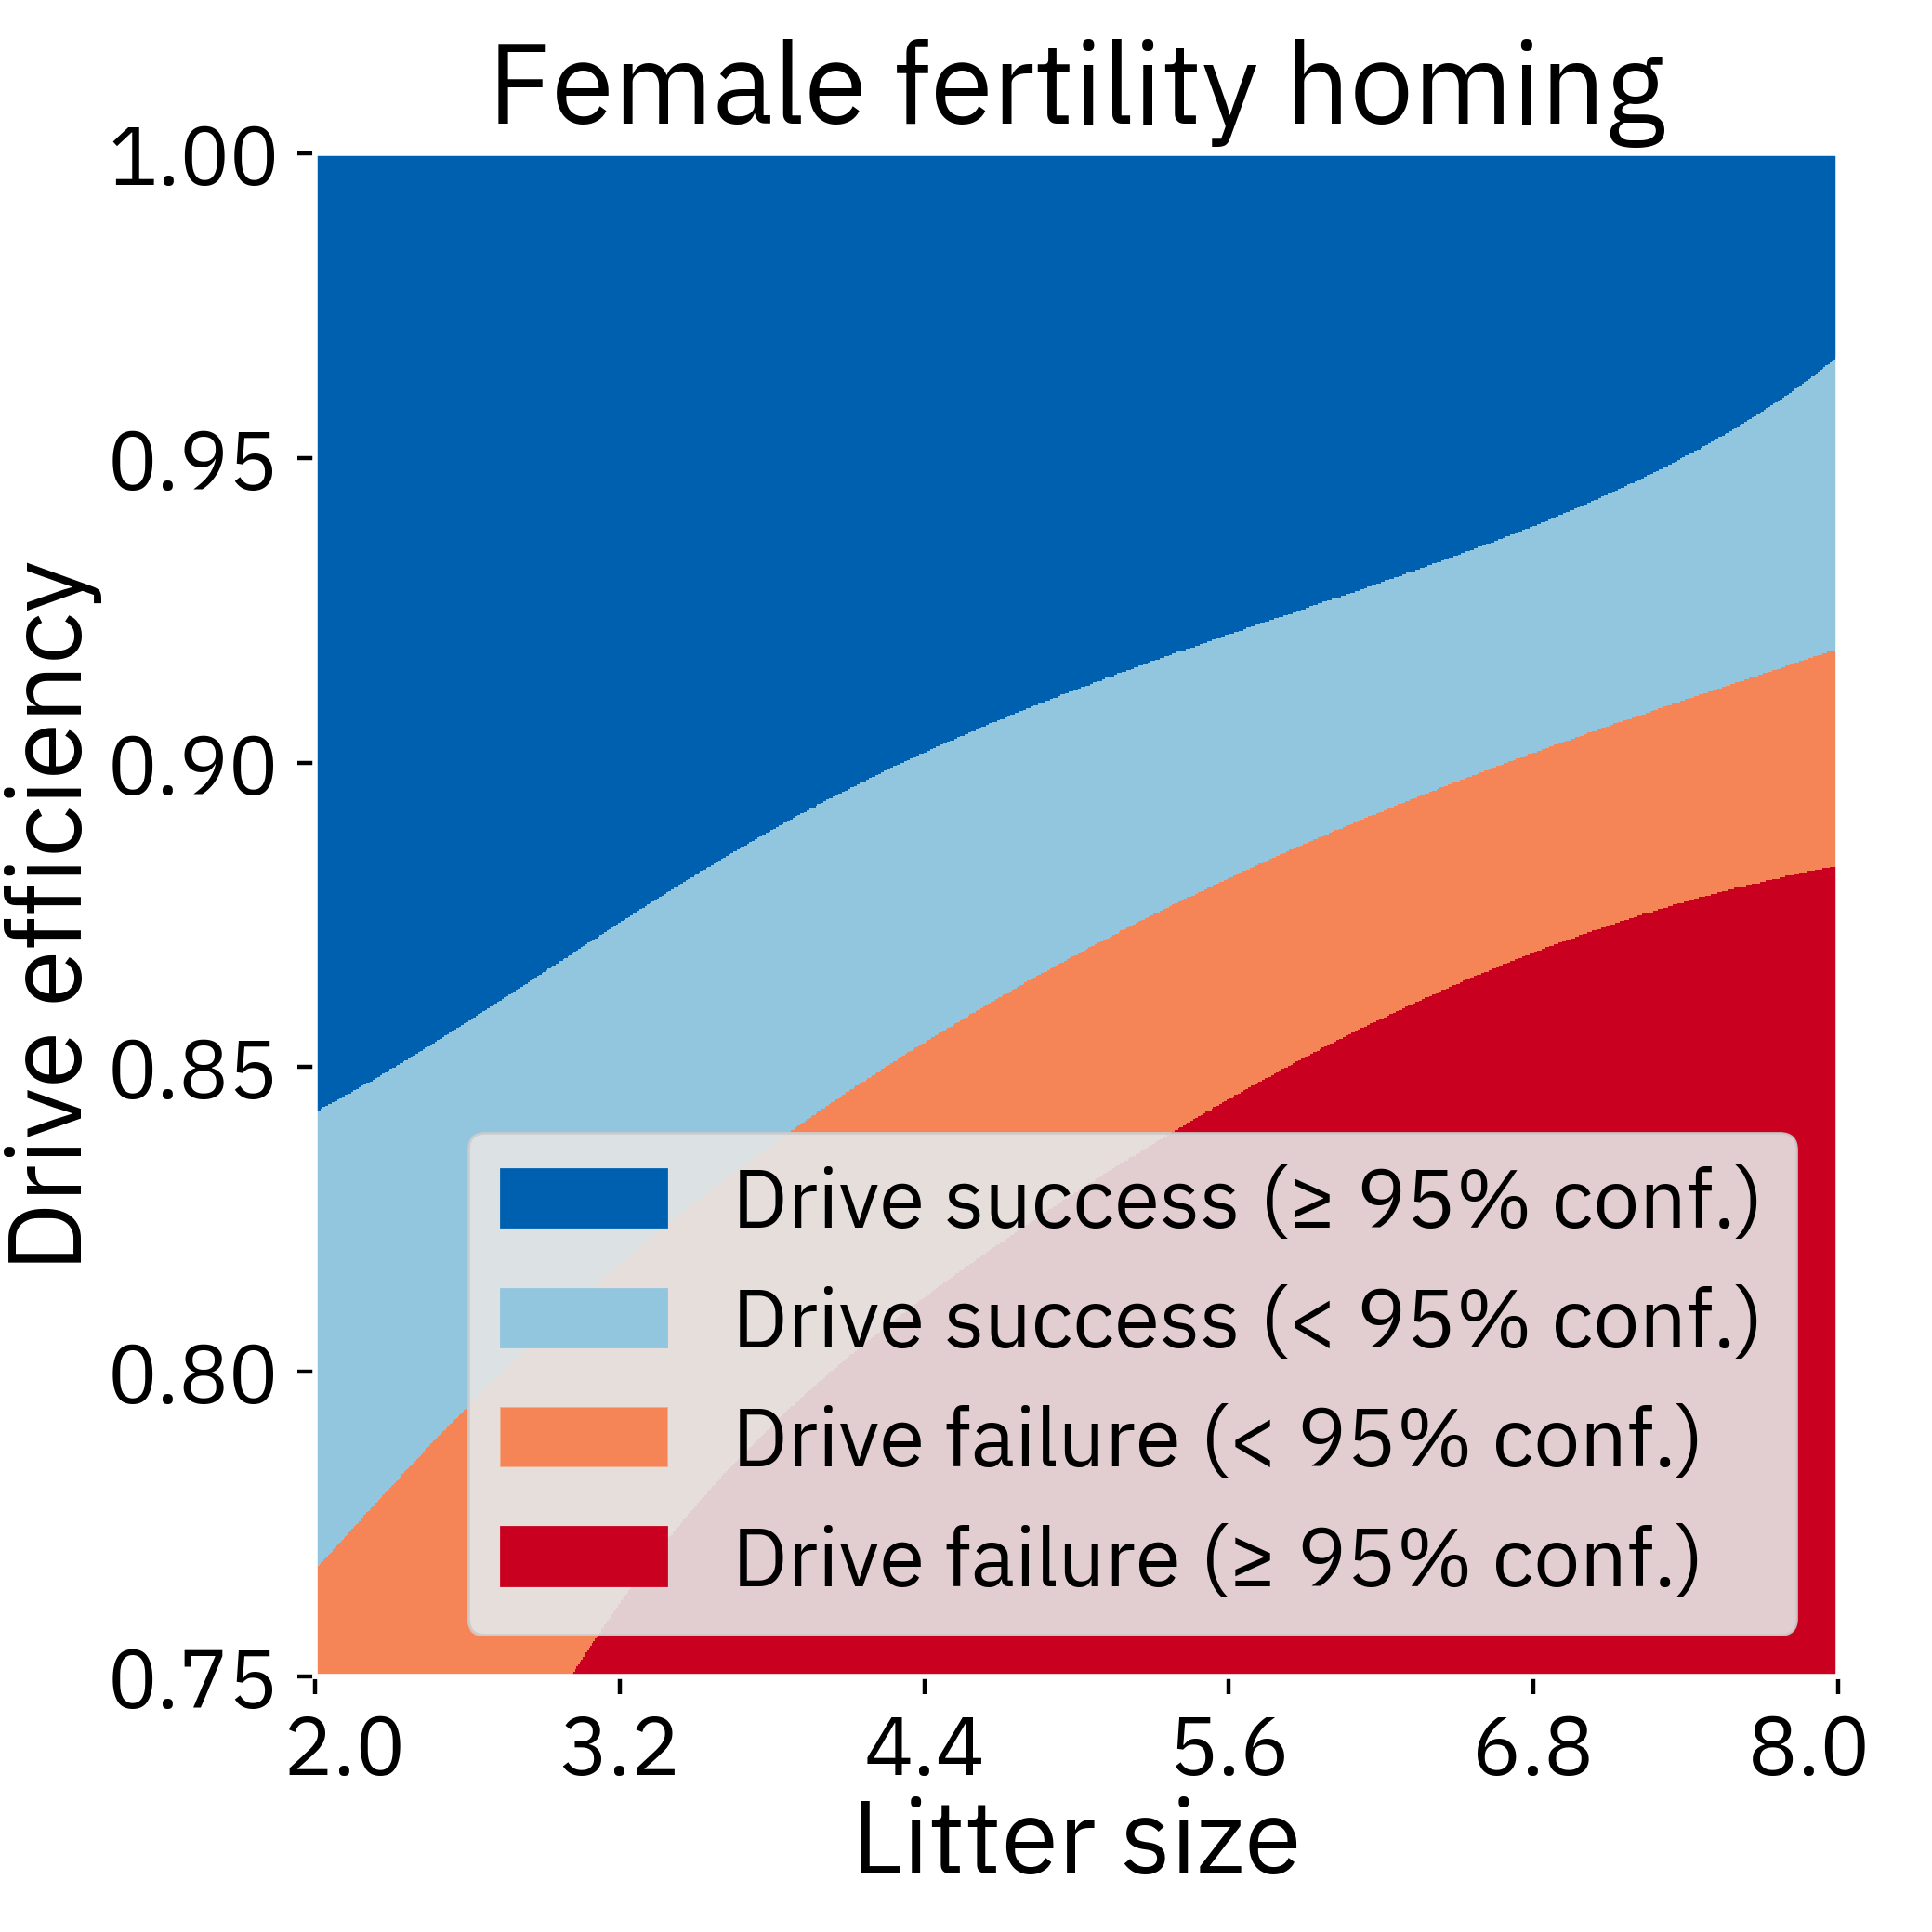 Female fertility homing
1.00
0.95
0.90
0.85
0.80
0.75
Drive efficiency
Drive success (≥ 95% conf.)
Drive success (< 95% conf.)
Drive failure (< 95% conf.)
Drive failure (≥ 95% conf.)
2.0 3.2 4.4 5.6 6.8 8.0
Litter size